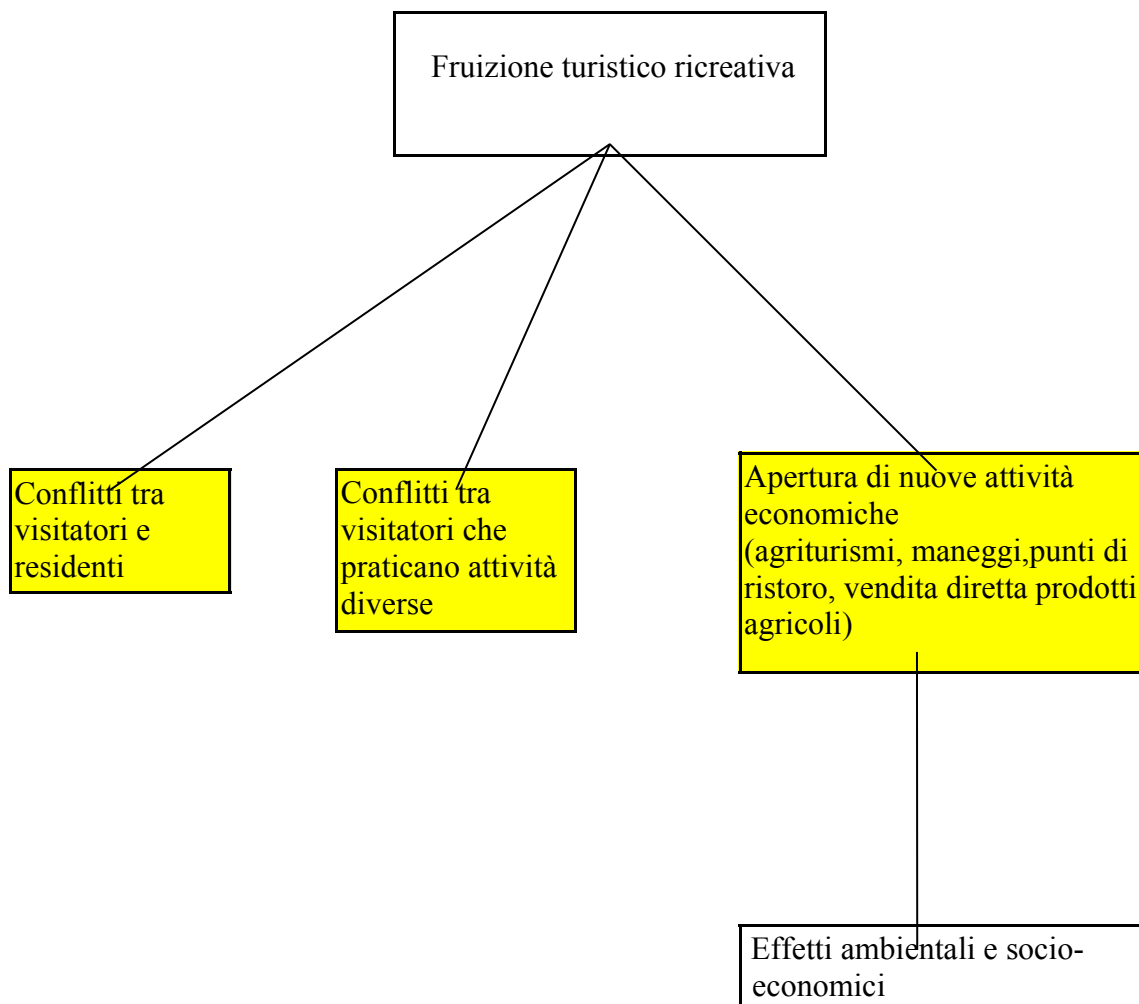 Fruizione turistico ricreativa
Conflitti tra
visitatori e
residenti
Conflitti tra
visitatori che
praticano attività
diverse
Apertura di nuove attività
economiche
(agriturismi, maneggi,punti di
ristoro, vendita diretta prodotti
agricoli)
Effetti ambientali e socio-
economici